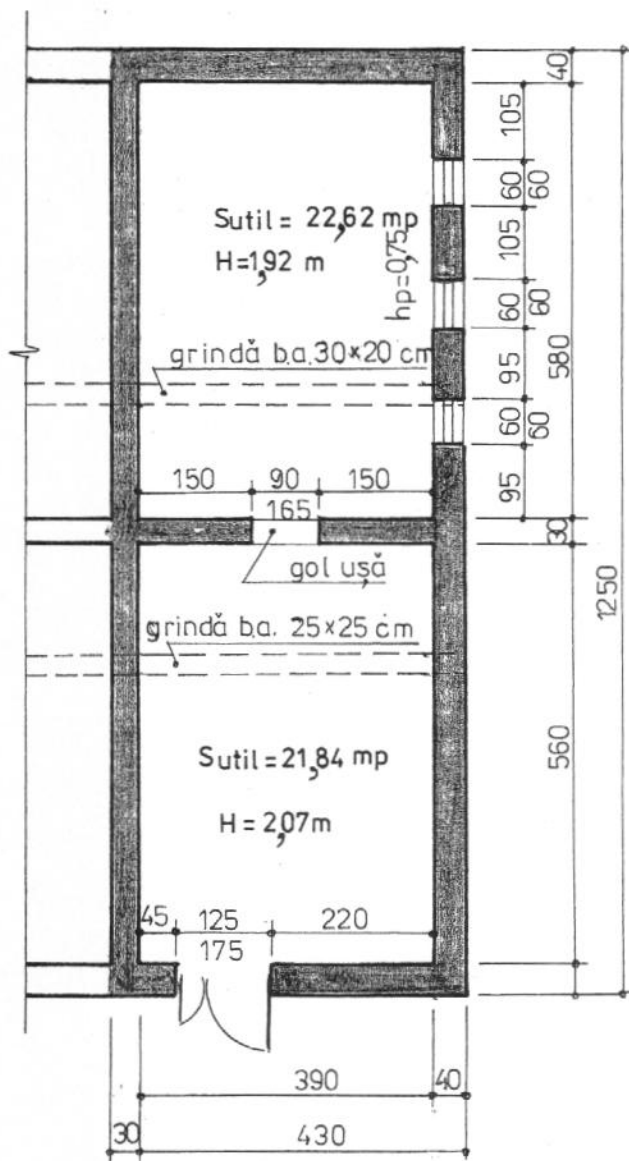 40
105
60
60
Sutil = 22,62 mp
H=1,92 m
hp=0,75
105
60
60
580
grindă b.a. 30×20 cm
95
60
60
150 90 150
95
165
30
gol ușă
1250
grindă b.a. 25×25 cm
Sutil = 21,84 mp
560
H = 2,07m
45 125 220
175
390 40
30 430